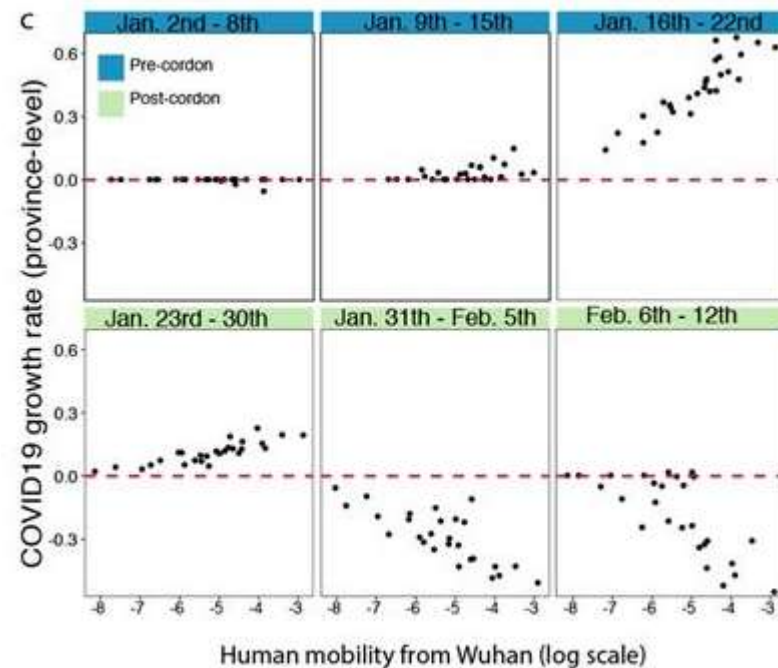 C
Jan. 2nd - 8th
Jan. 9th - 15th
Jan. 16th - 22nd
0.6
0.3
0.0
-0.3
Pre-cordon
Post-cordon
Jan. 23rd - 30th
Jan. 31th - Feb. 5th
Feb. 6th - 12th
0.6
0.3
0.0
-0.3
-8 -7 -6 -5 -4 -3
-8 -7 -6 -5 -4 -3
-8 -7 -6 -5 -4 -3
COVID19 growth rate (province-level)
Human mobility from Wuhan (log scale)